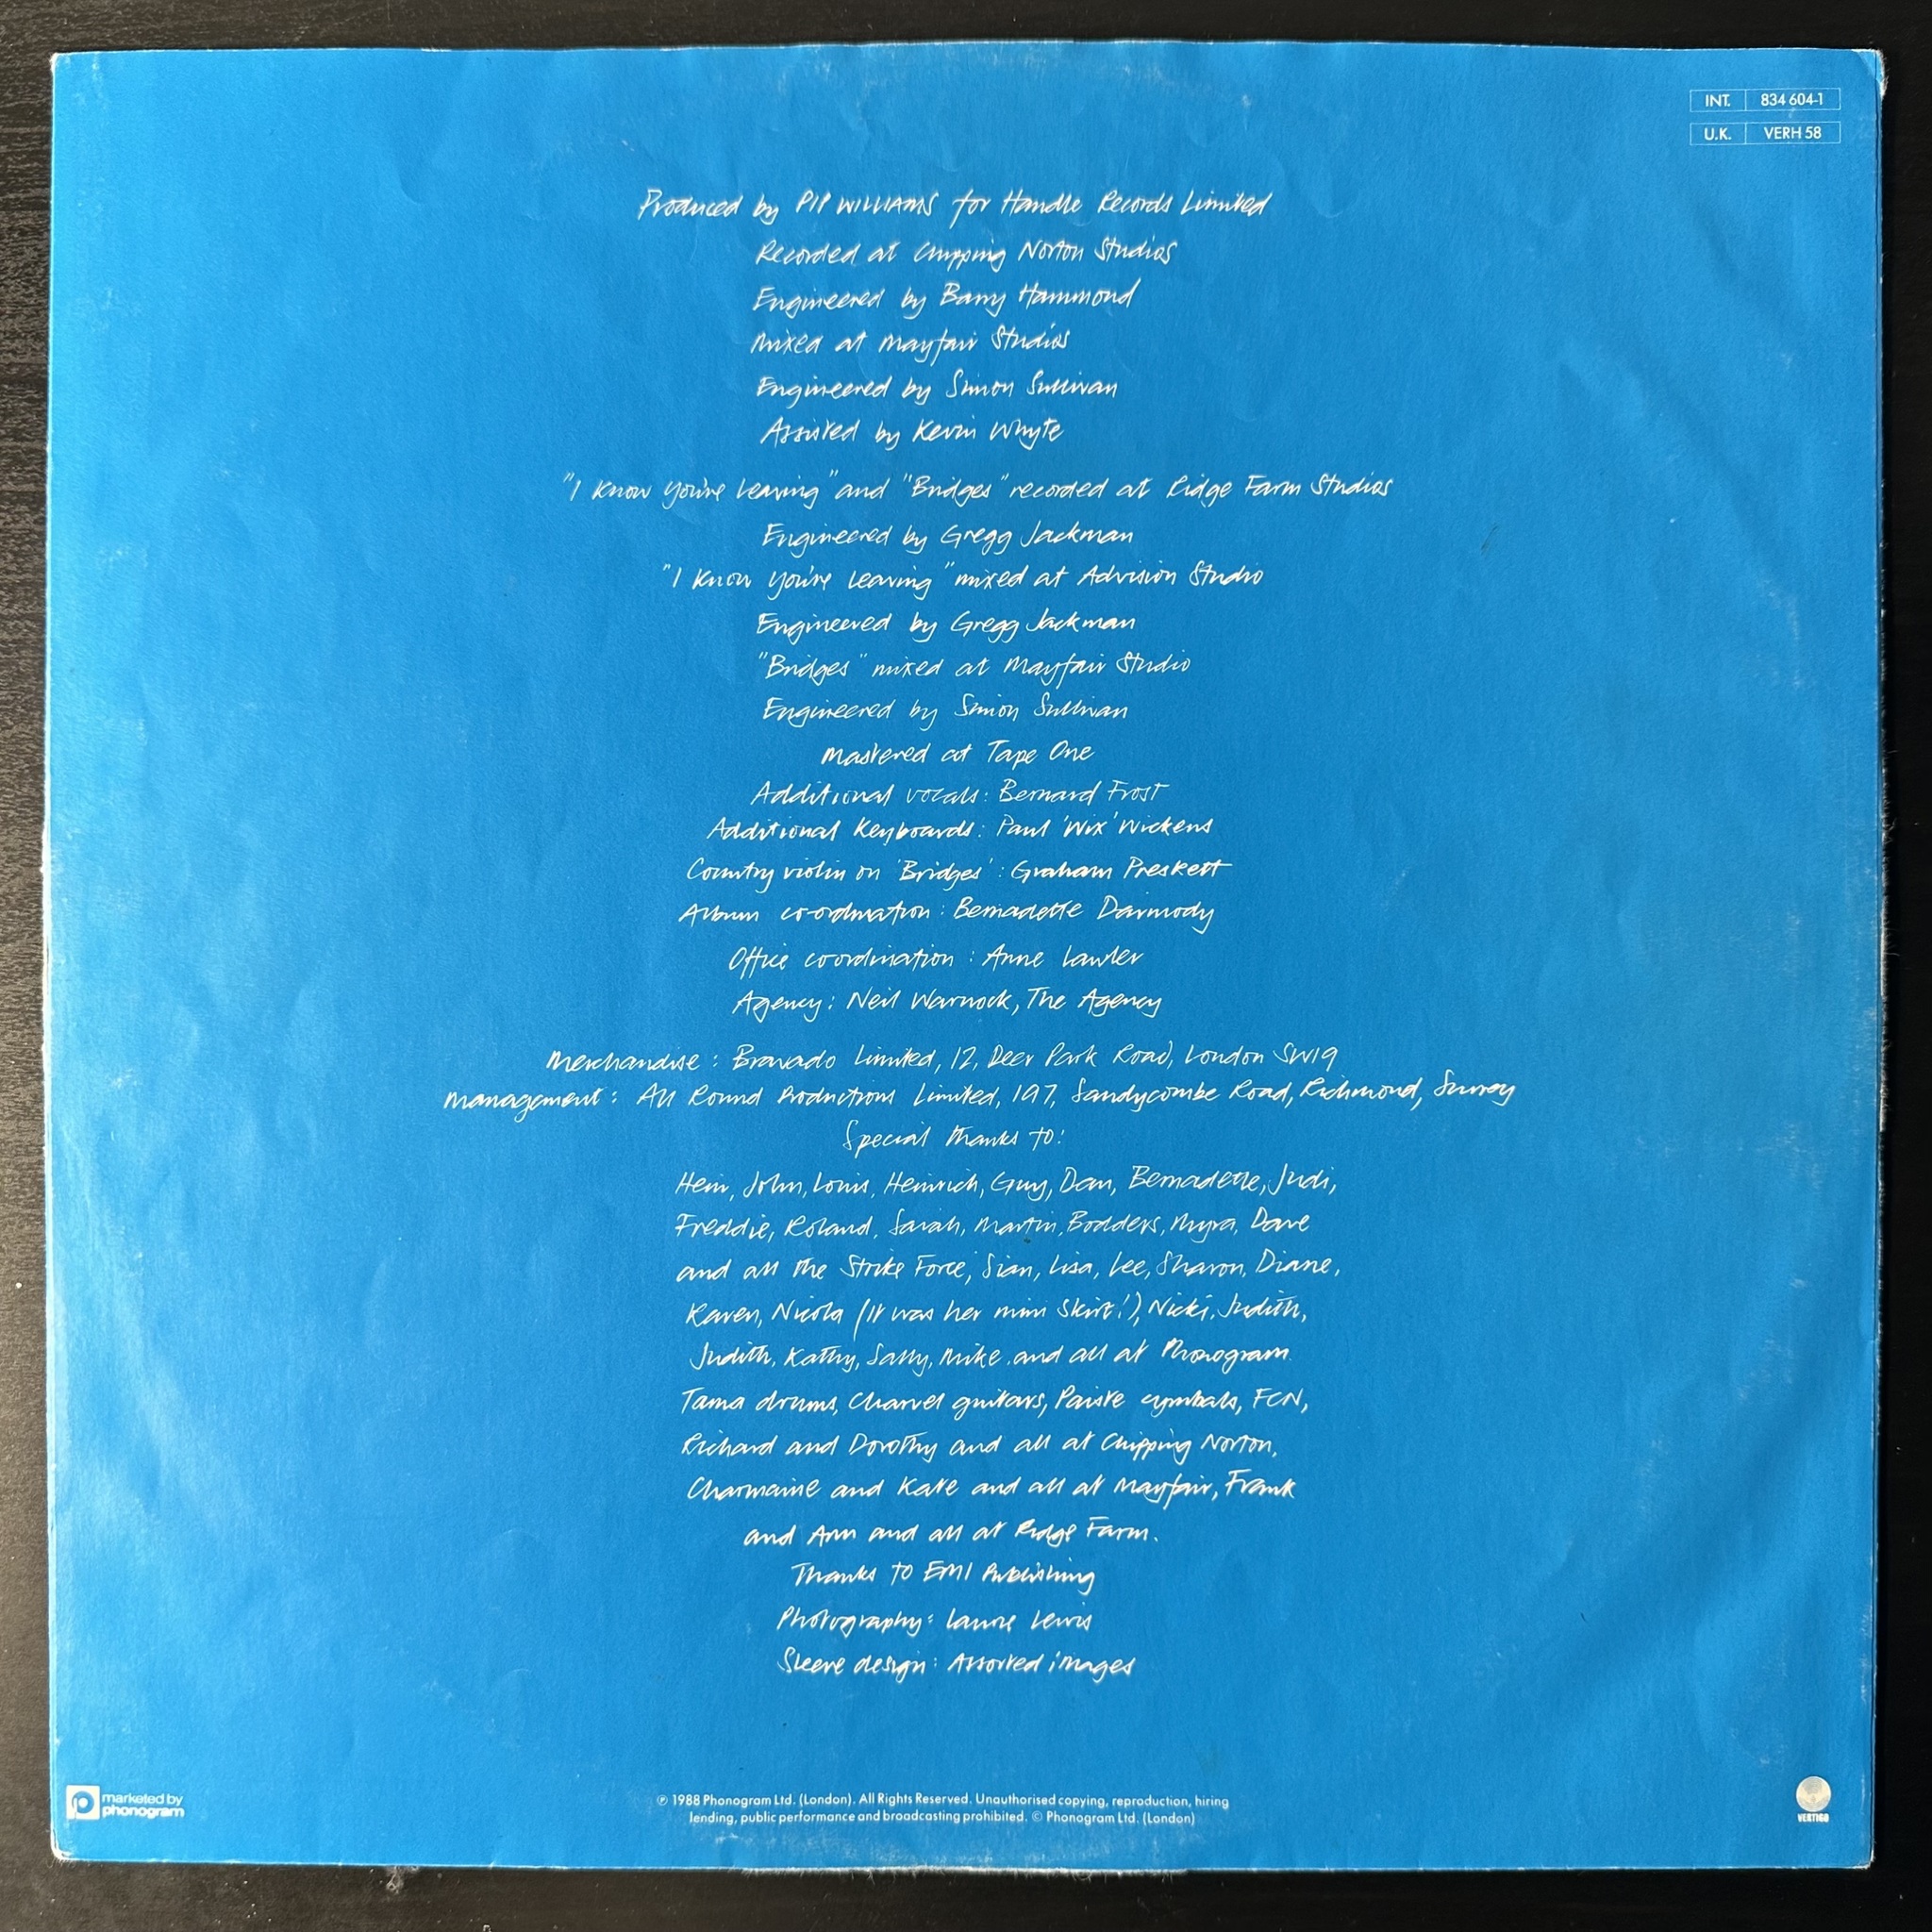 INT. 834 604-1
U.K. VERH 58
Produced by PIP WILLIAMS for Handle Records Limited
Recorded at Chipping Norton Studios
Engineered by Barry Hammond
Mixed at Mayfair Studios
Engineered by Simon Sullivan
Assisted by Kevin Whyte
"I Know You're Leaving" and "Bridges" recorded at Ridge Farm Studios
Engineered by Gregg Jackman
"I Know You're Leaving" mixed at Advision Studio
Engineered by Gregg Jackman
"Bridges" mixed at Mayfair Studio
Engineered by Simon Sullivan
Mastered at Tape One
Additional vocals: Bernard Frost
Additional Keyboards: Paul 'Wix' Wickens
Country violin on 'Bridges': Graham Preskett
Album co-ordination: Bernadette Darmody
Office coordination: Anne Lawler
Agency: Neil Warnock, The Agency
Merchandise: Bravado Limited, 12, Deer Park Road, London SW19
Management: All Round Productions Limited, 197, Sandycombe Road, Richmond, Surrey
Special thanks to:
Hein, John, Louis, Heinrich, Guy, Dan, Bernadette, Judi,
Freddie, Roland, Sarah, Martin, Bodders, Myra, Dave
and all the Strike Force, Sian, Lisa, Lee, Sharon, Diane,
Karen, Nicola (It was her mini skirt!), Nicki, Judith,
Judith, Kathy, Sally, Mike and all at Phonogram.
Tama drums, Charvel guitars, Paiste cymbals, FCN,
Richard and Dorothy and all at Chipping Norton,
Charmaine and Kate and all at Mayfair, Frank
and Ann and all at Ridge Farm.
Thanks to EMI Publishing
Photography: Laurie Lewis
Sleeve design: Assorted images
marketed by
phonogram
℗ 1988 Phonogram Ltd. (London). All Rights Reserved. Unauthorised copying, reproduction, hiring
lending, public performance and broadcasting prohibited. © Phonogram Ltd. (London)
VERTIGO